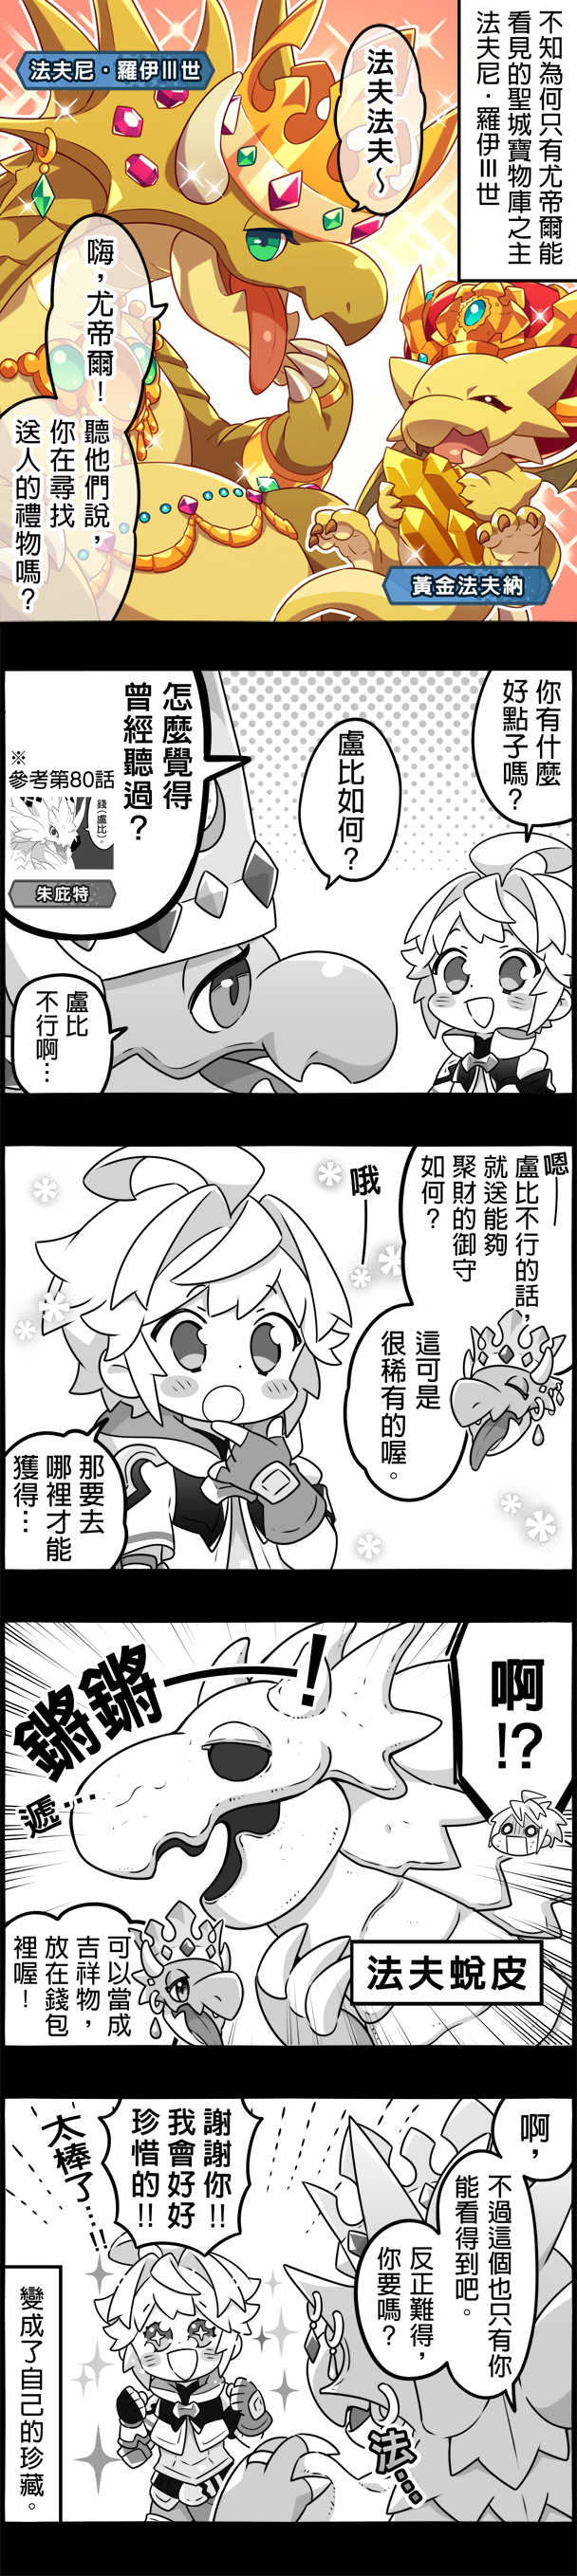 不知為何只有尤帝爾能
看見的聖城寶物庫之主
法夫尼．羅伊III世
法夫尼・羅伊III世
法夫法夫～
嗨，尤帝爾！
聽他們說，
你在尋找
送人的禮物嗎？
黃金法夫納
你有什麼
好點子嗎？
盧比如何？
怎麼覺得
曾經聽過？
※
參考第80話
錢（盧比）。
朱庇特
盧比
不行啊…
嗯——
盧比不行的話，
就送能夠
聚財的御守
如何？
這可是
很稀有的喔。
哦——
那要去
哪裡才能
獲得…
啊!?
鏘鏘——！
遞…
法夫蛻皮
可以當成
吉祥物，
放在錢包
裡喔！
啊，
不過這個也只有你
能看得到吧。
反正難得，
你要嗎？
謝謝你!!
我會好好
珍惜的!!
太棒了…!!
法…
變成了自己的珍藏。